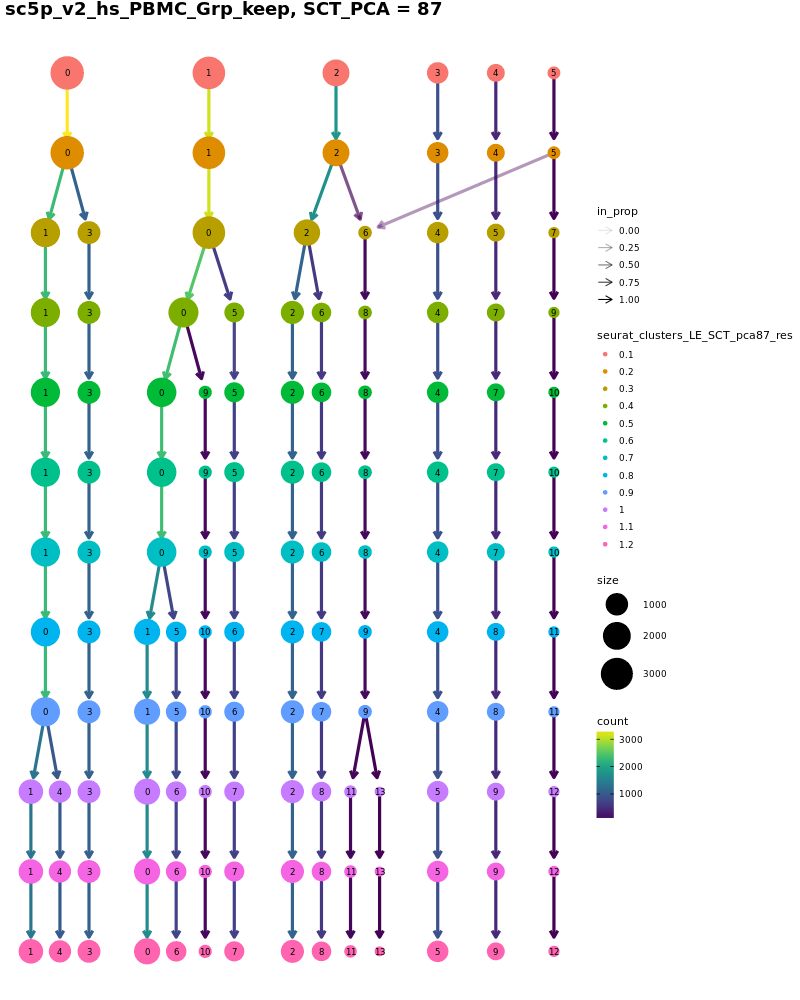 sc5p_v2_hs_PBMC_Grp_keep, SCT_PCA = 87
0 1 2 3 4 5
0 1 2 3 4 5
1 3 0 2 6 4 5 7
1 3 0 5 2 6 8 4 7 9
1 3 0 9 5 2 6 8 4 7 10
1 3 0 9 5 2 6 8 4 7 10
1 3 0 9 5 2 6 8 4 7 10
0 3 1 5 10 6 2 7 9 4 8 11
0 3 1 5 10 6 2 7 9 4 8 11
1 4 3 0 6 10 7 2 8 11 13 5 9 12
1 4 3 0 6 10 7 2 8 11 13 5 9 12
1 4 3 0 6 10 7 2 8 11 13 5 9 12
in_prop
0.00
0.25
0.50
0.75
1.00
seurat_clusters_LE_SCT_pca87_res
0.1
0.2
0.3
0.4
0.5
0.6
0.7
0.8
0.9
1
1.1
1.2
size
1000
2000
3000
count
3000
2000
1000